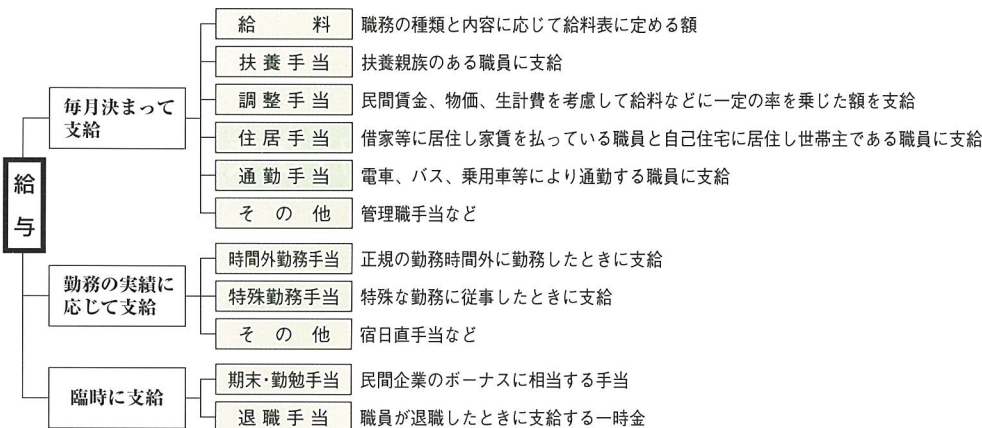 給与
毎月決まって
支給
給料 職務の種類と内容に応じて給料表に定める額
扶養手当 扶養親族のある職員に支給
調整手当 民間賃金、物価、生計費を考慮して給料などに一定の率を乗じた額を支給
住居手当 借家等に居住し家賃を払っている職員と自己住宅に居住し世帯主である職員に支給
通勤手当 電車、バス、乗用車等により通勤する職員に支給
その他 管理職手当など
勤務の実績に
応じて支給
時間外勤務手当 正規の勤務時間外に勤務したときに支給
特殊勤務手当 特殊な勤務に従事したときに支給
その他 宿日直手当など
臨時に支給
期末・勤勉手当 民間企業のボーナスに相当する手当
退職手当 職員が退職したときに支給する一時金